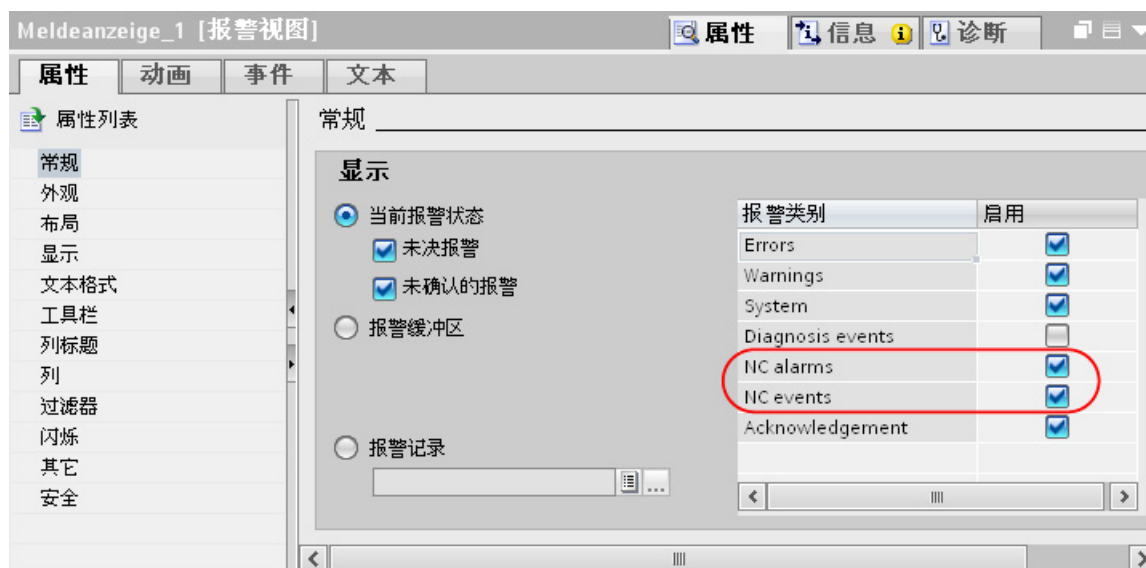 Meldeanzeige_1 [报警视图]
属性 信息 诊断
属性 动画 事件 文本
属性列表
常规
外观
布局
显示
文本格式
工具栏
列标题
列
过滤器
闪烁
其它
安全
常规
显示
当前报警状态
未决报警
未确认的报警
报警缓冲区
报警记录
...
报警类别 启用
Errors
Warnings
System
Diagnosis events
NC alarms
NC events
Acknowledgement